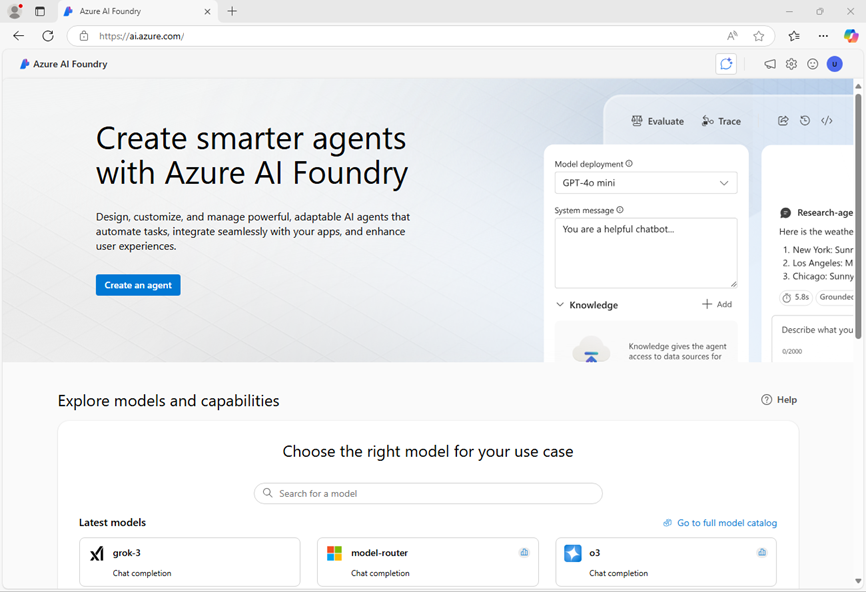 Azure AI Foundry
https://ai.azure.com/
Azure AI Foundry
U
Create smarter agents
with Azure AI Foundry
Design, customize, and manage powerful, adaptable AI agents that
automate tasks, integrate seamlessly with your apps, and enhance
user experiences.
Create an agent
Evaluate
Trace
Model deployment
GPT-4o mini
System message
You are a helpful chatbot...
Knowledge
Add
Knowledge gives the agent
access to data sources for
Research-age
Here is the weathe
1. New York: Sunn
2. Los Angeles: M
3. Chicago: Sunny
5.8s
Grounded
Describe what you
0/2000
Explore models and capabilities
Help
Choose the right model for your use case
Search for a model
Latest models
Go to full model catalog
grok-3
Chat completion
model-router
Chat completion
o3
Chat completion